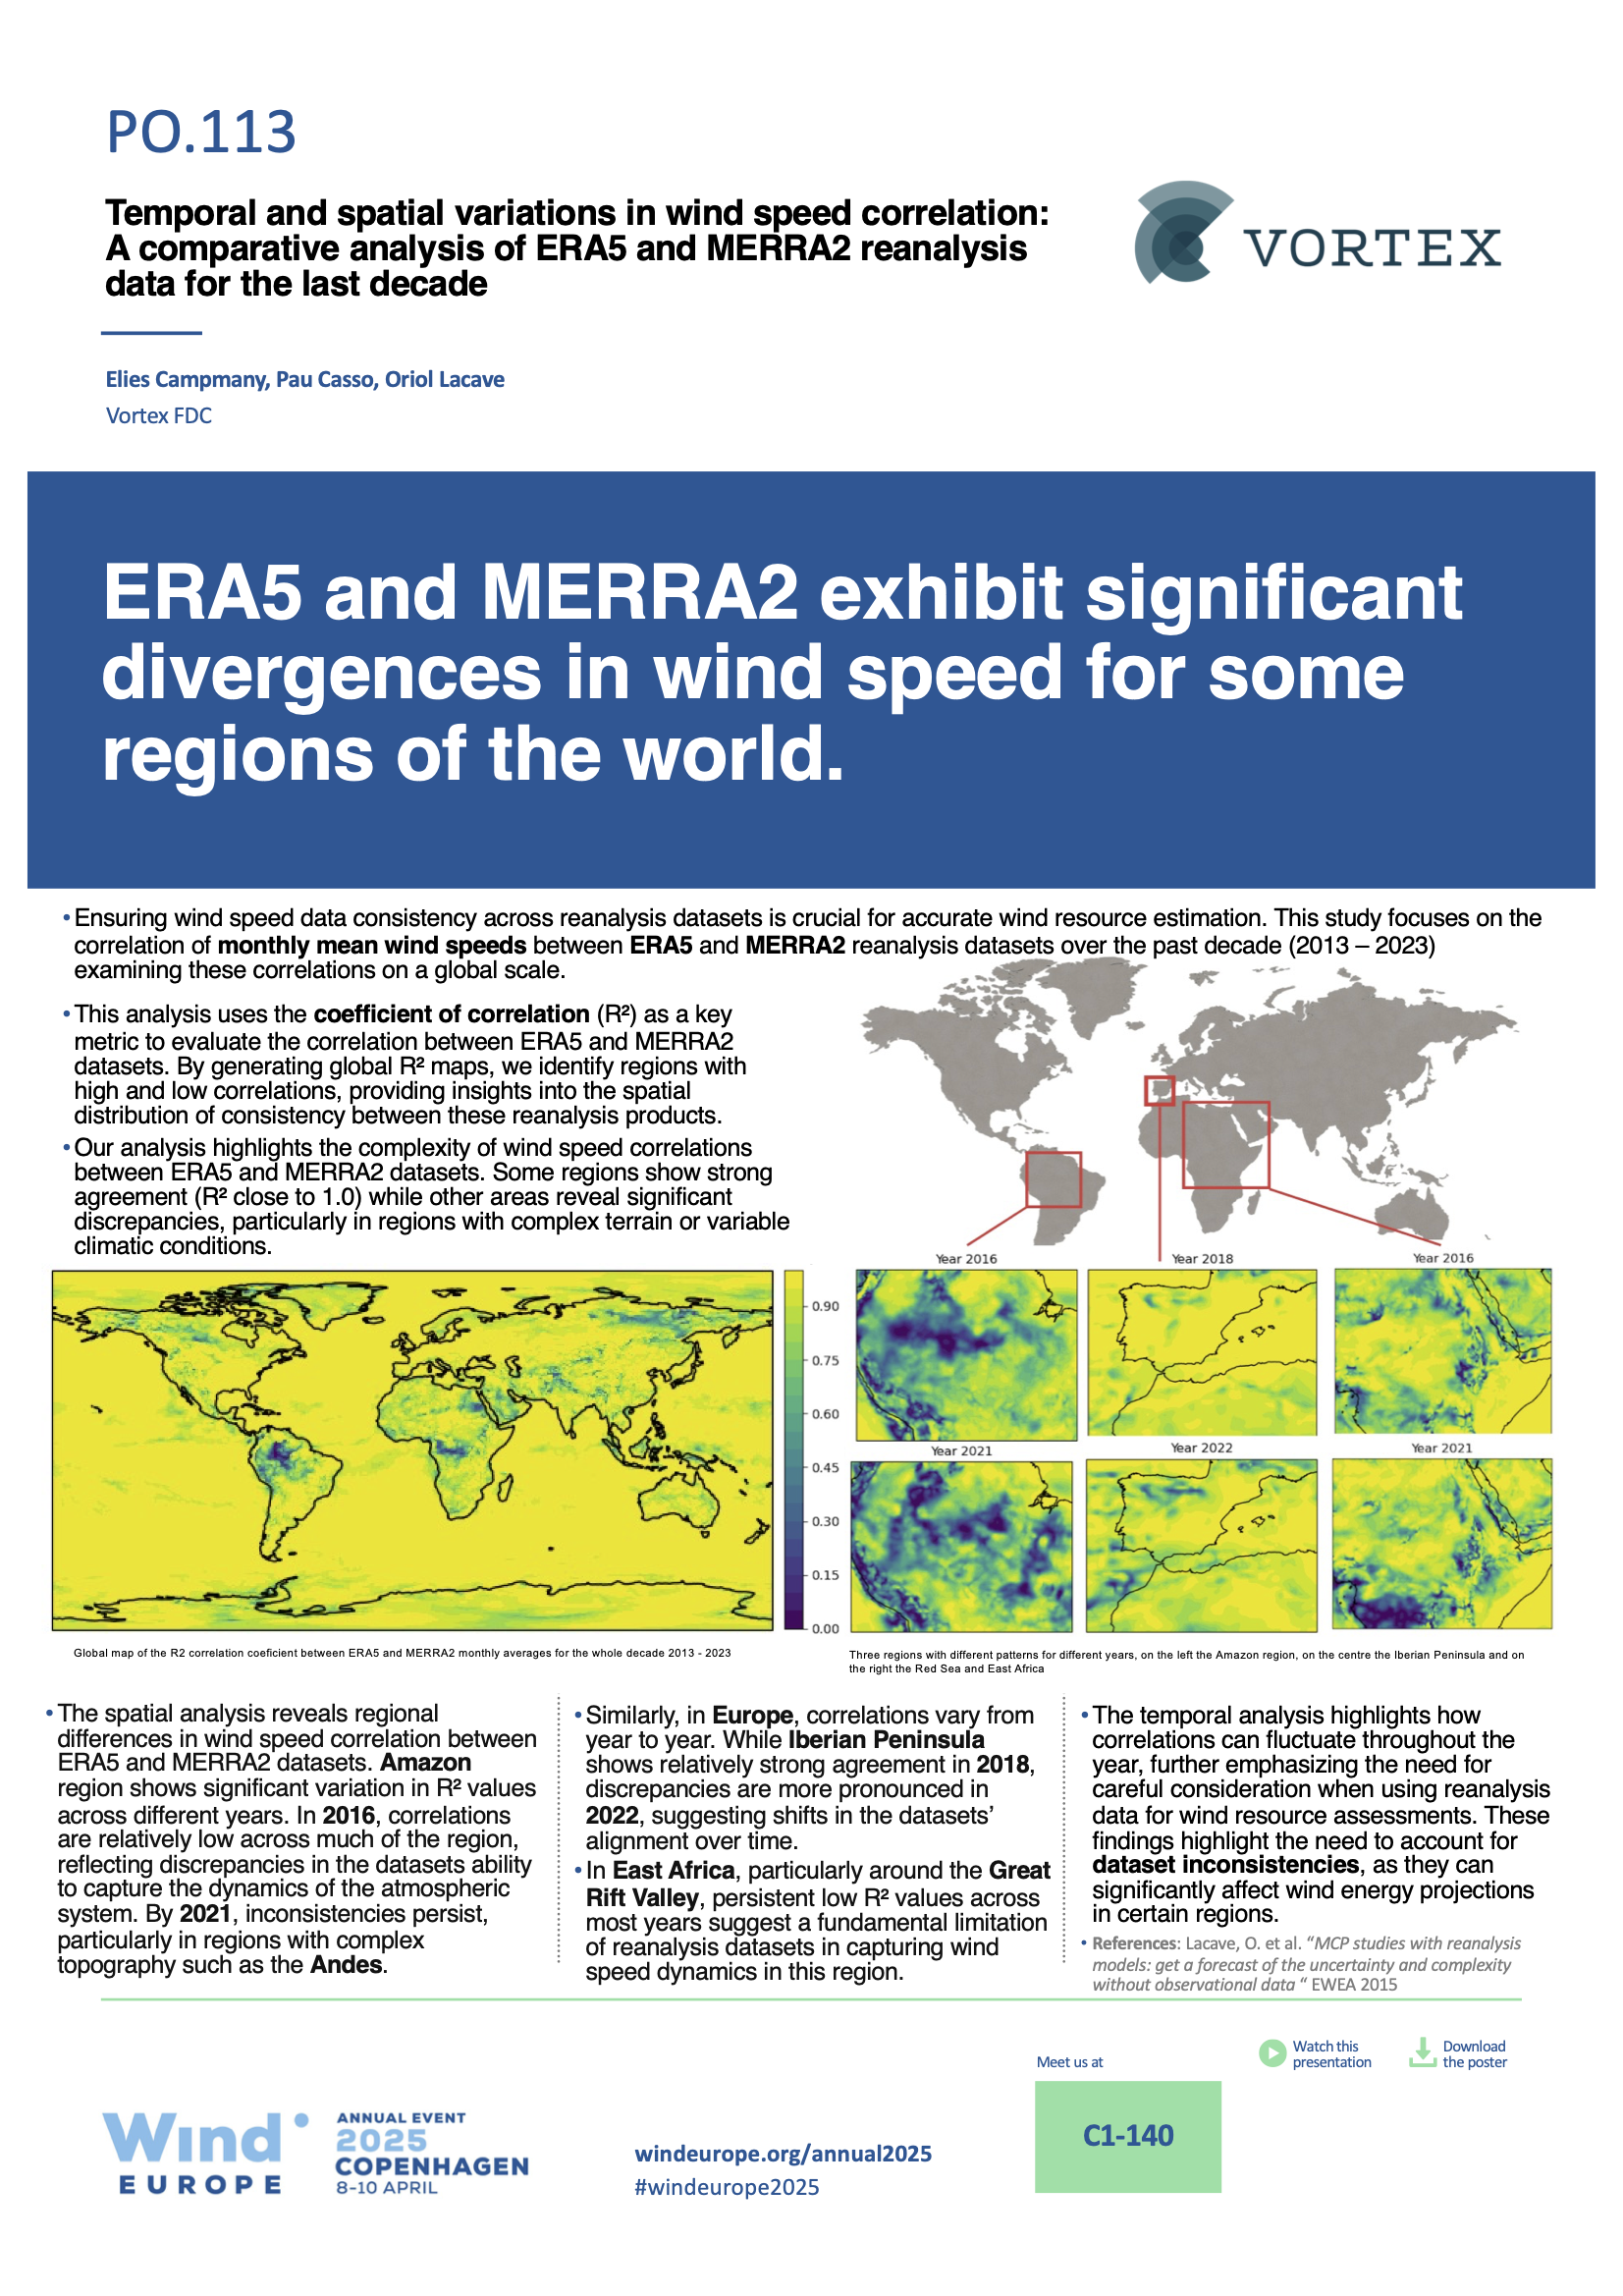 PO.113
Temporal and spatial variations in wind speed correlation:
A comparative analysis of ERA5 and MERRA2 reanalysis
data for the last decade
VORTEX
Elies Campmany, Pau Casso, Oriol Lacave
Vortex FDC
ERA5 and MERRA2 exhibit significant
divergences in wind speed for some
regions of the world.
• Ensuring wind speed data consistency across reanalysis datasets is crucial for accurate wind resource estimation. This study focuses on the
correlation of monthly mean wind speeds between ERA5 and MERRA2 reanalysis datasets over the past decade (2013 – 2023)
examining these correlations on a global scale.
• This analysis uses the coefficient of correlation (R²) as a key
metric to evaluate the correlation between ERA5 and MERRA2
datasets. By generating global R² maps, we identify regions with
high and low correlations, providing insights into the spatial
distribution of consistency between these reanalysis products.
• Our analysis highlights the complexity of wind speed correlations
between ERA5 and MERRA2 datasets. Some regions show strong
agreement (R² close to 1.0) while other areas reveal significant
discrepancies, particularly in regions with complex terrain or variable
climatic conditions.
0.90
0.75
0.60
0.45
0.30
0.15
0.00
Global map of the R2 correlation coeficient between ERA5 and MERRA2 monthly averages for the whole decade 2013 - 2023
Year 2016
Year 2018
Year 2016
Year 2021
Year 2022
Year 2021
Three regions with different patterns for different years, on the left the Amazon region, on the centre the Iberian Peninsula and on
the right the Red Sea and East Africa
• The spatial analysis reveals regional
differences in wind speed correlation between
ERA5 and MERRA2 datasets. Amazon
region shows significant variation in R² values
across different years. In 2016, correlations
are relatively low across much of the region,
reflecting discrepancies in the datasets ability
to capture the dynamics of the atmospheric
system. By 2021, inconsistencies persist,
particularly in regions with complex
topography such as the Andes.
• Similarly, in Europe, correlations vary from
year to year. While Iberian Peninsula
shows relatively strong agreement in 2018,
discrepancies are more pronounced in
2022, suggesting shifts in the datasets’
alignment over time.
• In East Africa, particularly around the Great
Rift Valley, persistent low R² values across
most years suggest a fundamental limitation
of reanalysis datasets in capturing wind
speed dynamics in this region.
• The temporal analysis highlights how
correlations can fluctuate throughout the
year, further emphasizing the need for
careful consideration when using reanalysis
data for wind resource assessments. These
findings highlight the need to account for
dataset inconsistencies, as they can
significantly affect wind energy projections
in certain regions.
• References: Lacave, O. et al. “MCP studies with reanalysis
models: get a forecast of the uncertainty and complexity
without observational data “ EWEA 2015
Wind
EUROPE
ANNUAL EVENT
2025
COPENHAGEN
8-10 APRIL
windeurope.org/annual2025
#windeurope2025
Meet us at
C1-140
Watch this
presentation
Download
the poster